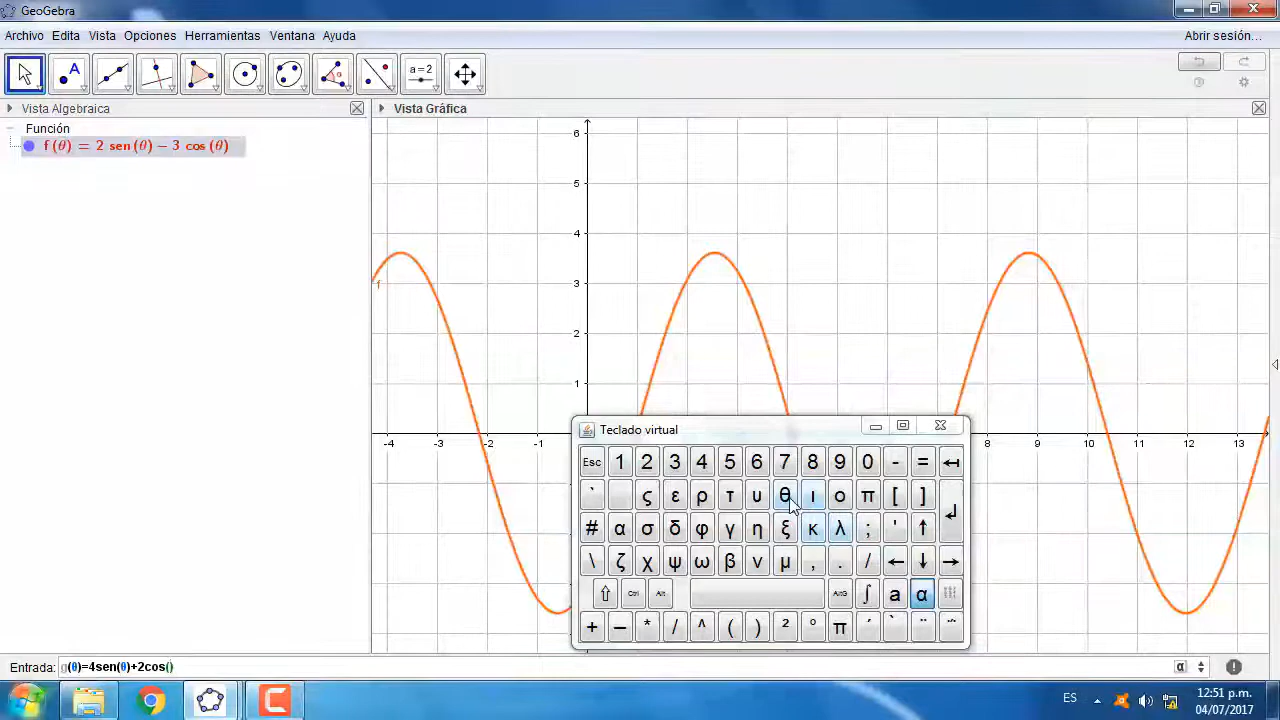 GeoGebra
Archivo Edita Vista Opciones Herramientas Ventana Ayuda Abrir sesión...
A α a=2
Vista Algebraica
Vista Gráfica
Función
f(θ) = 2 sen(θ) − 3 cos(θ)
6
5
4
3
2
1
f
-4 -3 -2 -1 8 9 10 11 12 13
Teclado virtual
Esc 1 2 3 4 5 6 7 8 9 0 - =
` ς ε ρ τ υ θ ι ο π [ ]
# α σ δ φ γ η ξ κ λ ; ' ↑
\ ζ χ ψ ω β ν μ , . / ← ↓ →
⇧ Ctrl Alt AltG ∫ a α
+ − * / ^ ( ) ² ° π ´ ` ¨ ῀
Entrada: g(θ)=4sen(θ)+2cos() α
ES 12:51 p.m.
04/07/2017